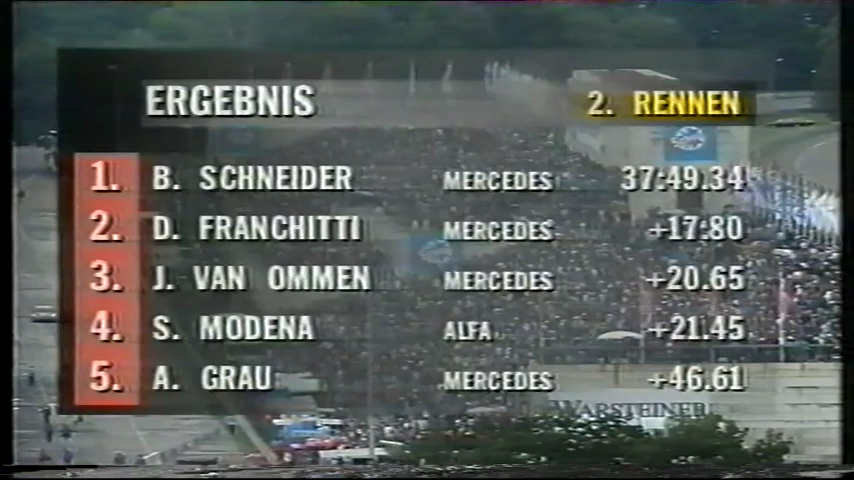 ERGEBNIS 2. RENNEN
1. B. SCHNEIDER MERCEDES 37:49.34
2. D. FRANCHITTI MERCEDES +17.80
3. J. VAN OMMEN MERCEDES +20.65
4. S. MODENA ALFA +21.45
5. A. GRAU MERCEDES +46.61
WARSTEINER